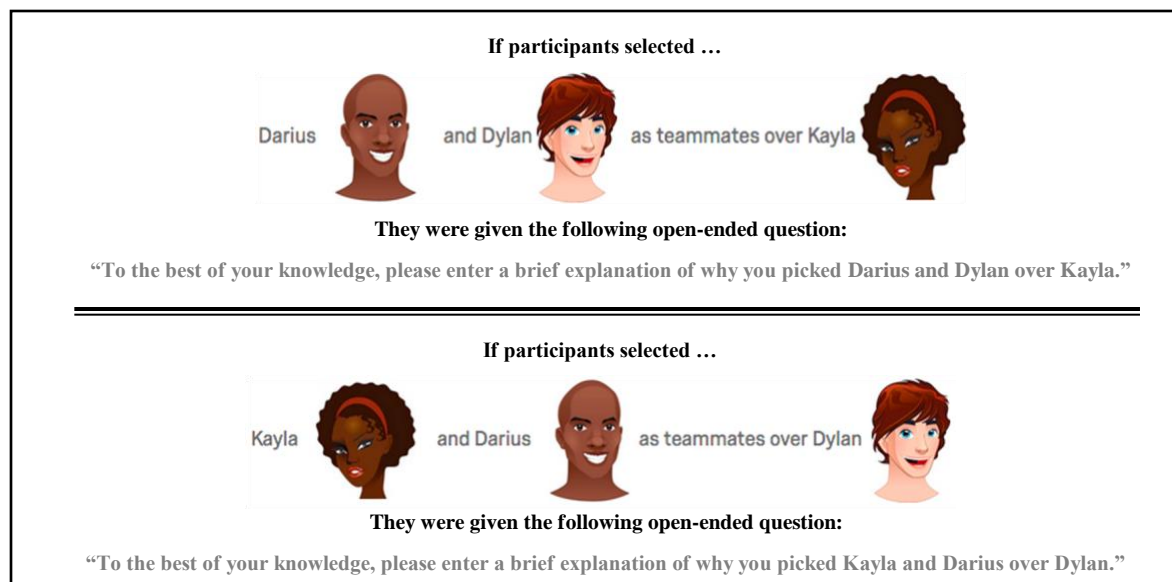 If participants selected …
Darius and Dylan as teammates over Kayla
They were given the following open-ended question:
“To the best of your knowledge, please enter a brief explanation of why you picked Darius and Dylan over Kayla.”
If participants selected …
Kayla and Darius as teammates over Dylan
They were given the following open-ended question:
“To the best of your knowledge, please enter a brief explanation of why you picked Kayla and Darius over Dylan.”